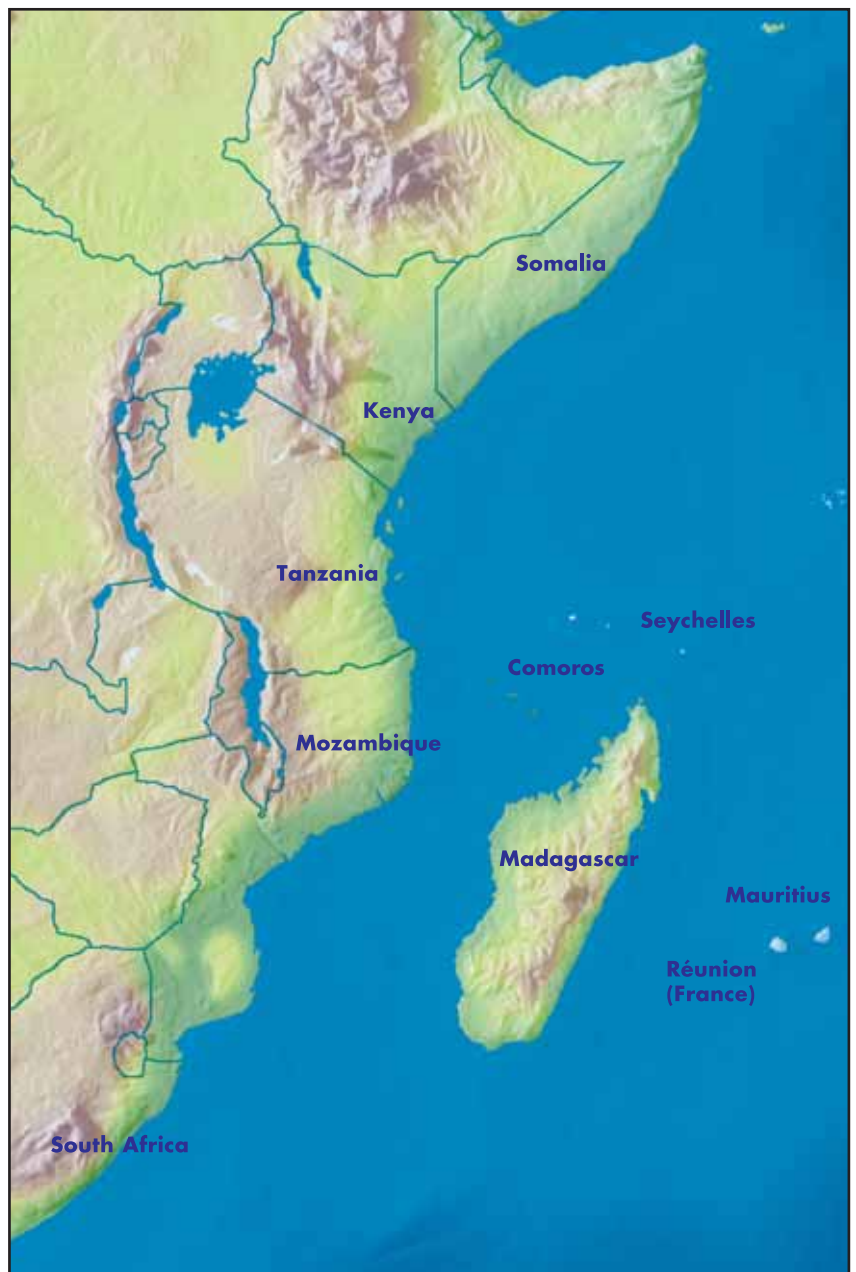 Somalia
Kenya
Tanzania
Seychelles
Comoros
Mozambique
Madagascar
Mauritius
Réunion
(France)
South Africa